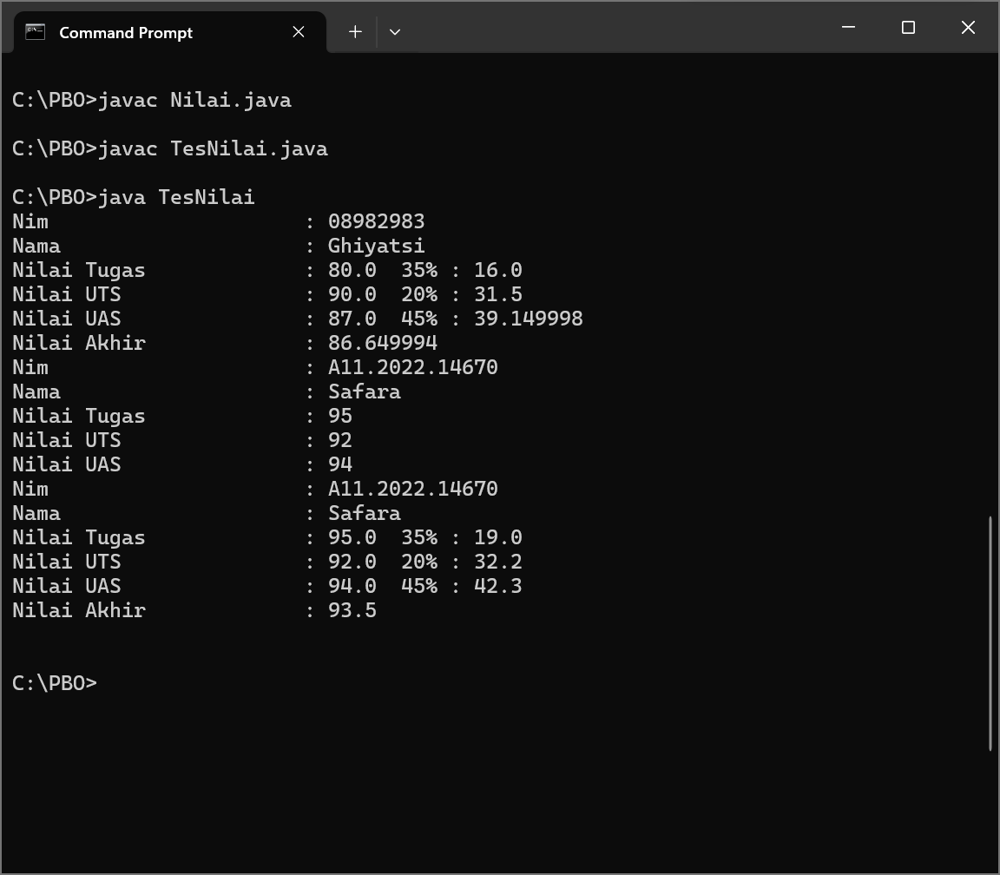 Command Prompt
C:\PBO>javac Nilai.java
C:\PBO>javac TesNilai.java
C:\PBO>java TesNilai
Nim                     : 08982983
Nama                    : Ghiyatsi
Nilai Tugas             : 80.0  35% : 16.0
Nilai UTS               : 90.0  20% : 31.5
Nilai UAS               : 87.0  45% : 39.149998
Nilai Akhir             : 86.649994
Nim                     : A11.2022.14670
Nama                    : Safara
Nilai Tugas             : 95
Nilai UTS               : 92
Nilai UAS               : 94
Nim                     : A11.2022.14670
Nama                    : Safara
Nilai Tugas             : 95.0  35% : 19.0
Nilai UTS               : 92.0  20% : 32.2
Nilai UAS               : 94.0  45% : 42.3
Nilai Akhir             : 93.5
C:\PBO>